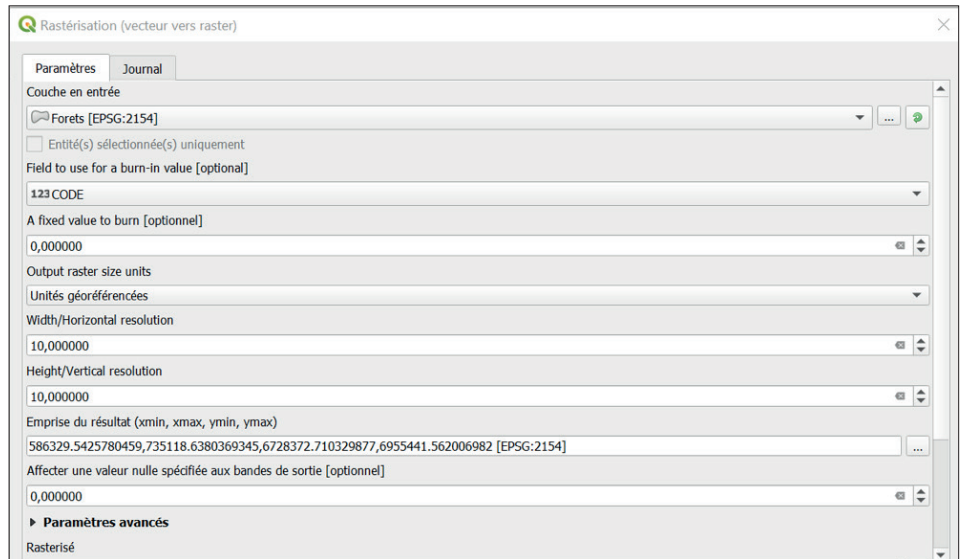 Rastérisation (vecteur vers raster)
Paramètres Journal
Couche en entrée
Forets [EPSG:2154]
...
Entité(s) sélectionnée(s) uniquement
Field to use for a burn-in value [optional]
123 CODE
A fixed value to burn [optionnel]
0,000000
Output raster size units
Unités géoréférencées
Width/Horizontal resolution
10,000000
Height/Vertical resolution
10,000000
Emprise du résultat (xmin, xmax, ymin, ymax)
586329.5425780459,735118.6380369345,6728372.710329877,6955441.562006982 [EPSG:2154]
...
Affecter une valeur nulle spécifiée aux bandes de sortie [optionnel]
0,000000
Paramètres avancés
Rasterisé